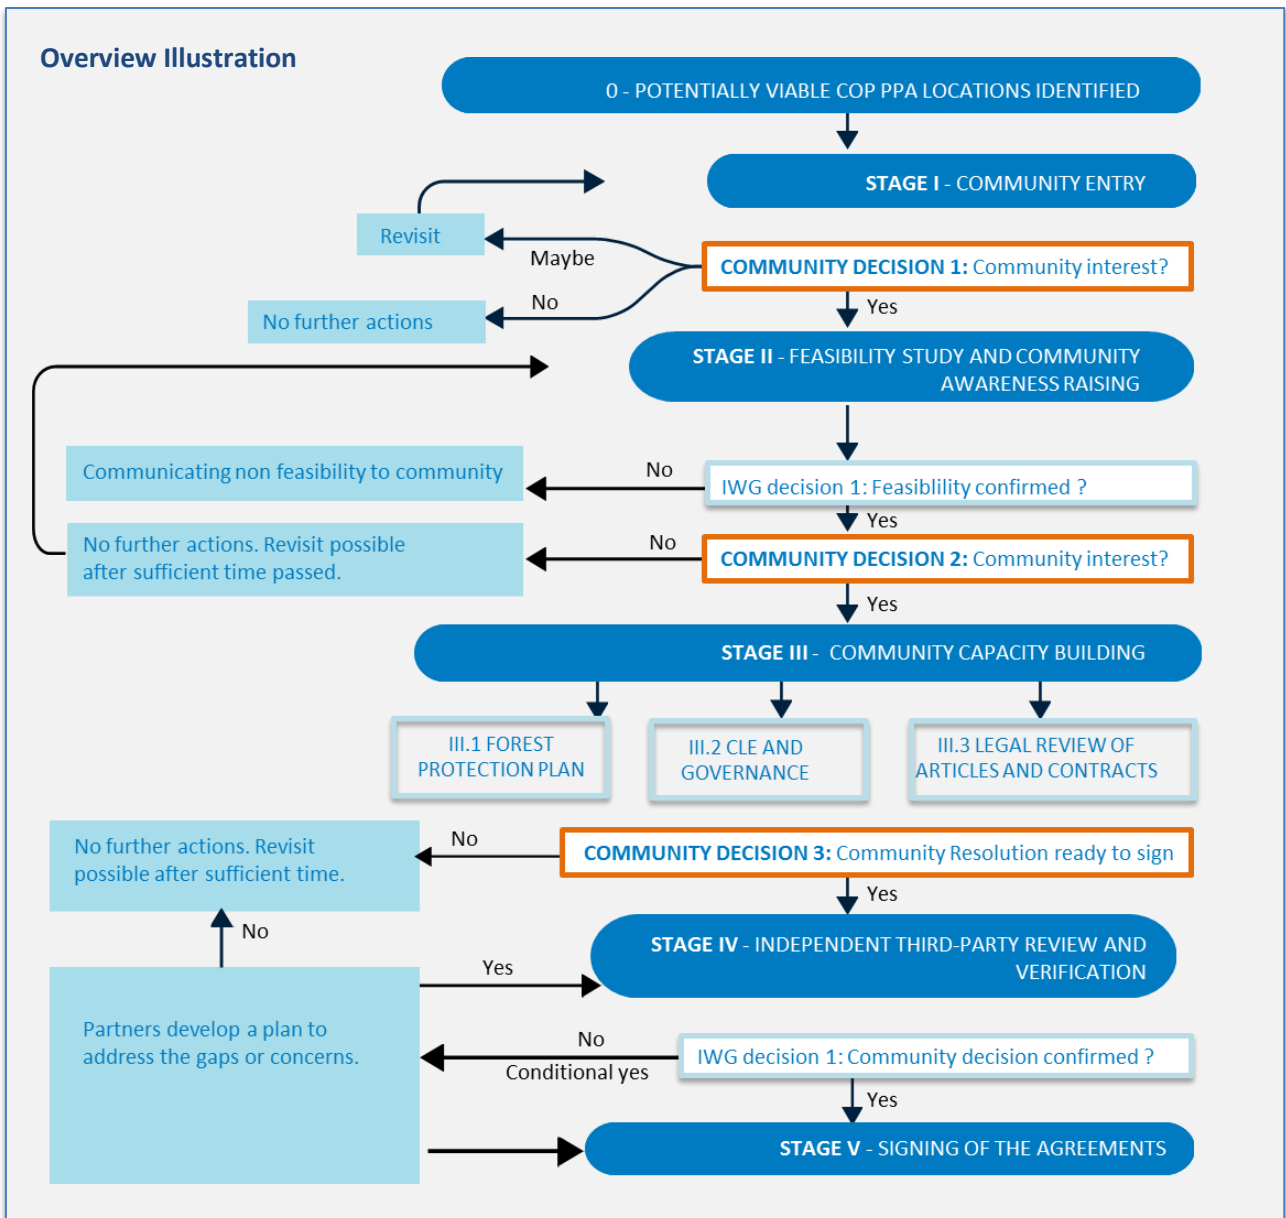 Overview Illustration
0 - POTENTIALLY VIABLE COP PPA LOCATIONS IDENTIFIED
STAGE I - COMMUNITY ENTRY
Revisit
Maybe
COMMUNITY DECISION 1: Community interest?
No
No further actions
Yes
STAGE II - FEASIBILITY STUDY AND COMMUNITY
AWARENESS RAISING
Communicating non feasibility to community
No
IWG decision 1: Feasiblility confirmed ?
Yes
No further actions. Revisit possible
after sufficient time passed.
No
COMMUNITY DECISION 2: Community interest?
Yes
STAGE III - COMMUNITY CAPACITY BUILDING
III.1 FOREST
PROTECTION PLAN
III.2 CLE AND
GOVERNANCE
III.3 LEGAL REVIEW OF
ARTICLES AND CONTRACTS
No further actions. Revisit
possible after sufficient time.
No
COMMUNITY DECISION 3: Community Resolution ready to sign
Yes
No
STAGE IV - INDEPENDENT THIRD-PARTY REVIEW AND
VERIFICATION
Yes
Partners develop a plan to
address the gaps or concerns.
No
Conditional yes
IWG decision 1: Community decision confirmed ?
Yes
STAGE V - SIGNING OF THE AGREEMENTS